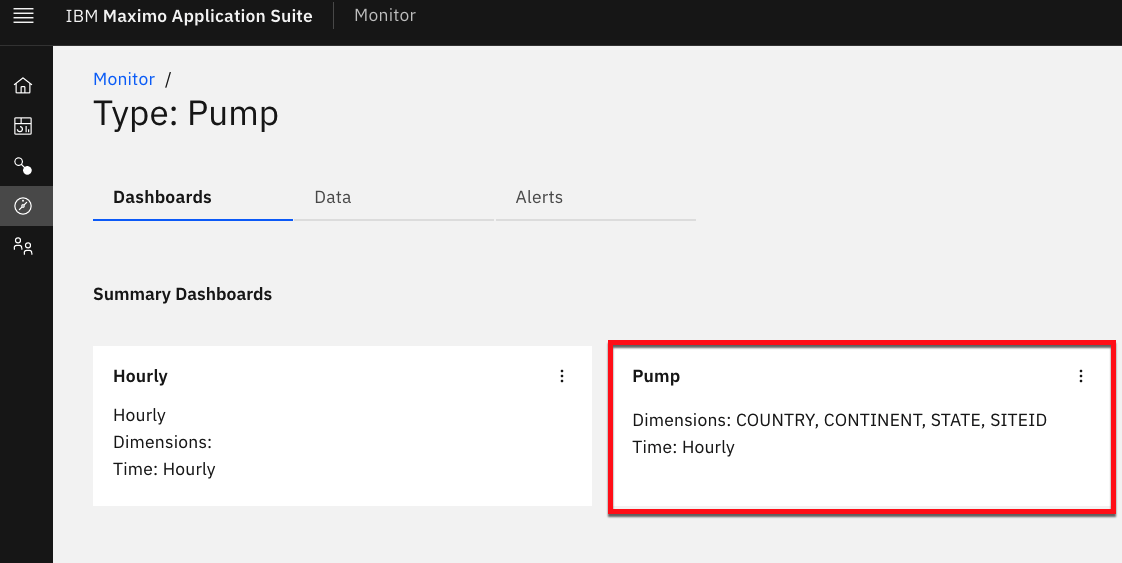 IBM Maximo Application Suite Monitor
Monitor /
Type: Pump
Dashboards Data Alerts
Summary Dashboards
Hourly
Hourly
Dimensions:
Time: Hourly
Pump
Dimensions: COUNTRY, CONTINENT, STATE, SITEID
Time: Hourly